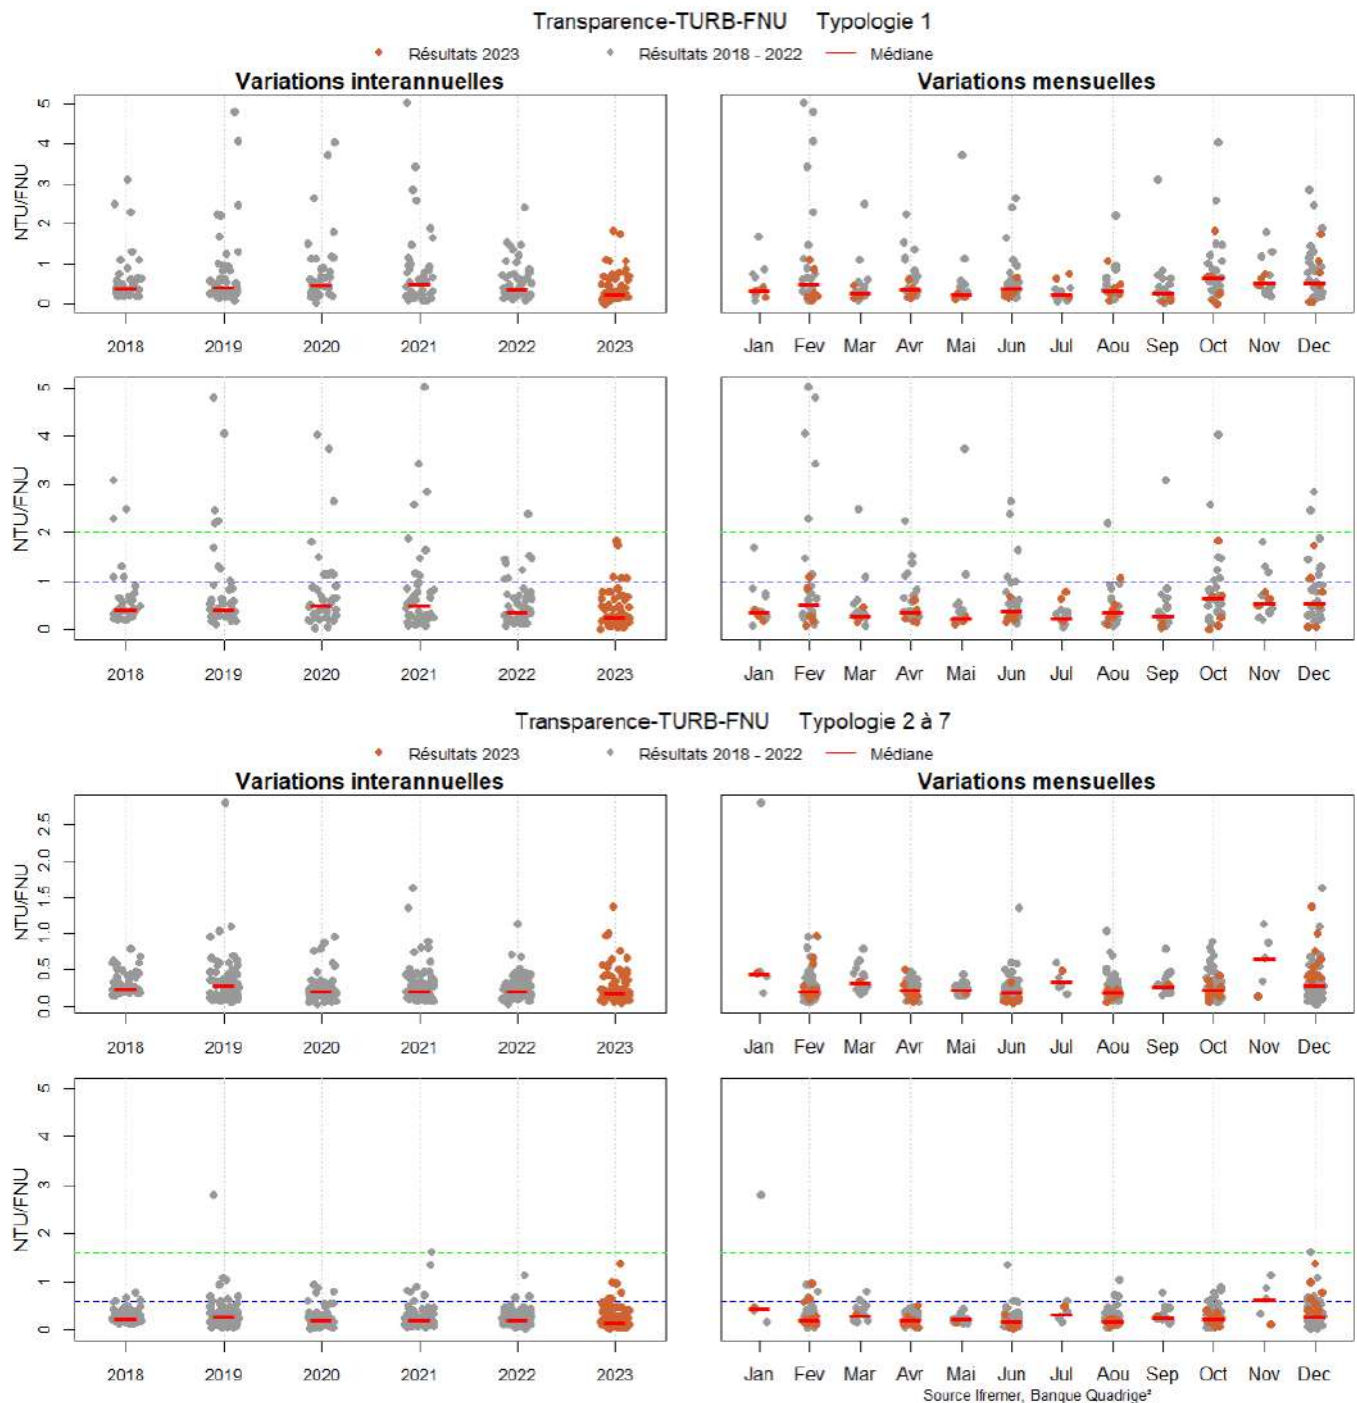 Transparence-TURB-FNU Typologie 1
Résultats 2023 Résultats 2018 - 2022 Médiane
Variations interannuelles
NTU/FNU
5
4
3
2
1
0
2018 2019 2020 2021 2022 2023
Variations mensuelles
Jan Fev Mar Avr Mai Jun Jul Aou Sep Oct Nov Dec
NTU/FNU
5
4
3
2
1
0
2018 2019 2020 2021 2022 2023
Jan Fev Mar Avr Mai Jun Jul Aou Sep Oct Nov Dec
Transparence-TURB-FNU Typologie 2 à 7
Résultats 2023 Résultats 2018 - 2022 Médiane
Variations interannuelles
NTU/FNU
2.5
2.0
1.5
1.0
0.5
0.0
2018 2019 2020 2021 2022 2023
Variations mensuelles
Jan Fev Mar Avr Mai Jun Jul Aou Sep Oct Nov Dec
NTU/FNU
5
4
3
2
1
0
2018 2019 2020 2021 2022 2023
Jan Fev Mar Avr Mai Jun Jul Aou Sep Oct Nov Dec
Source Ifremer, Banque Quadrige²